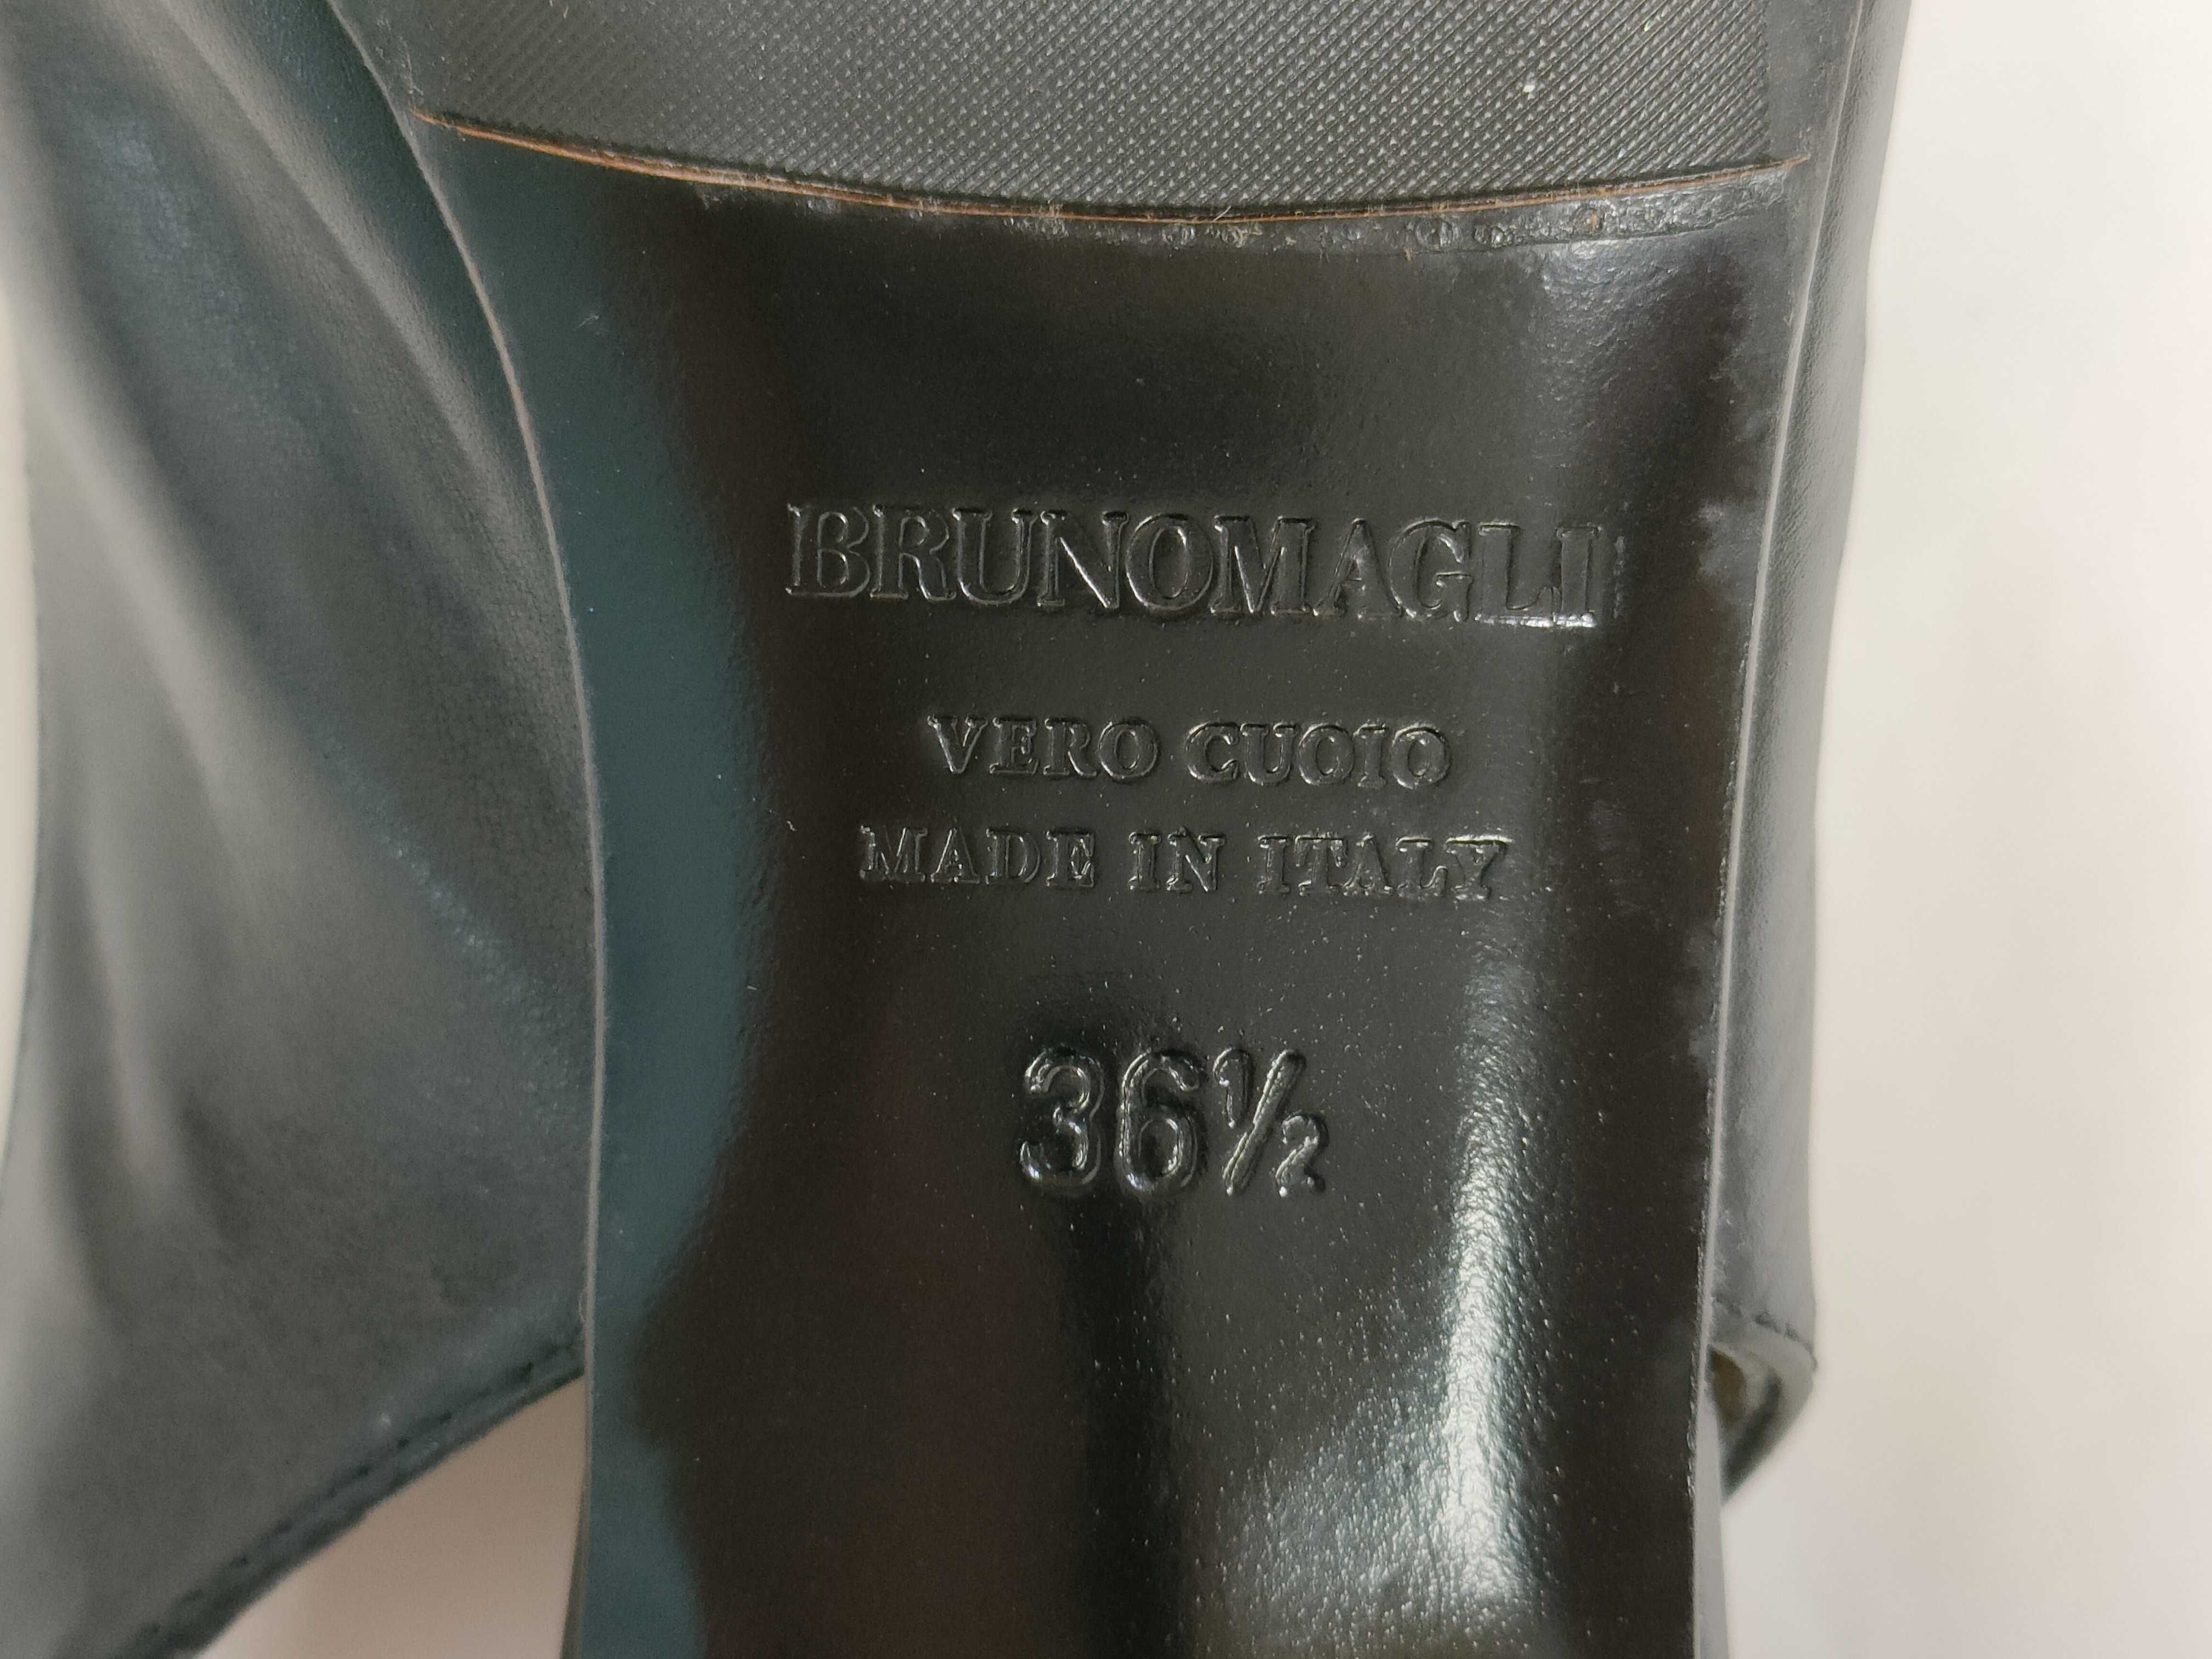 BRUNOMAGLI
VERO CUOIO
MADE IN ITALY
36½